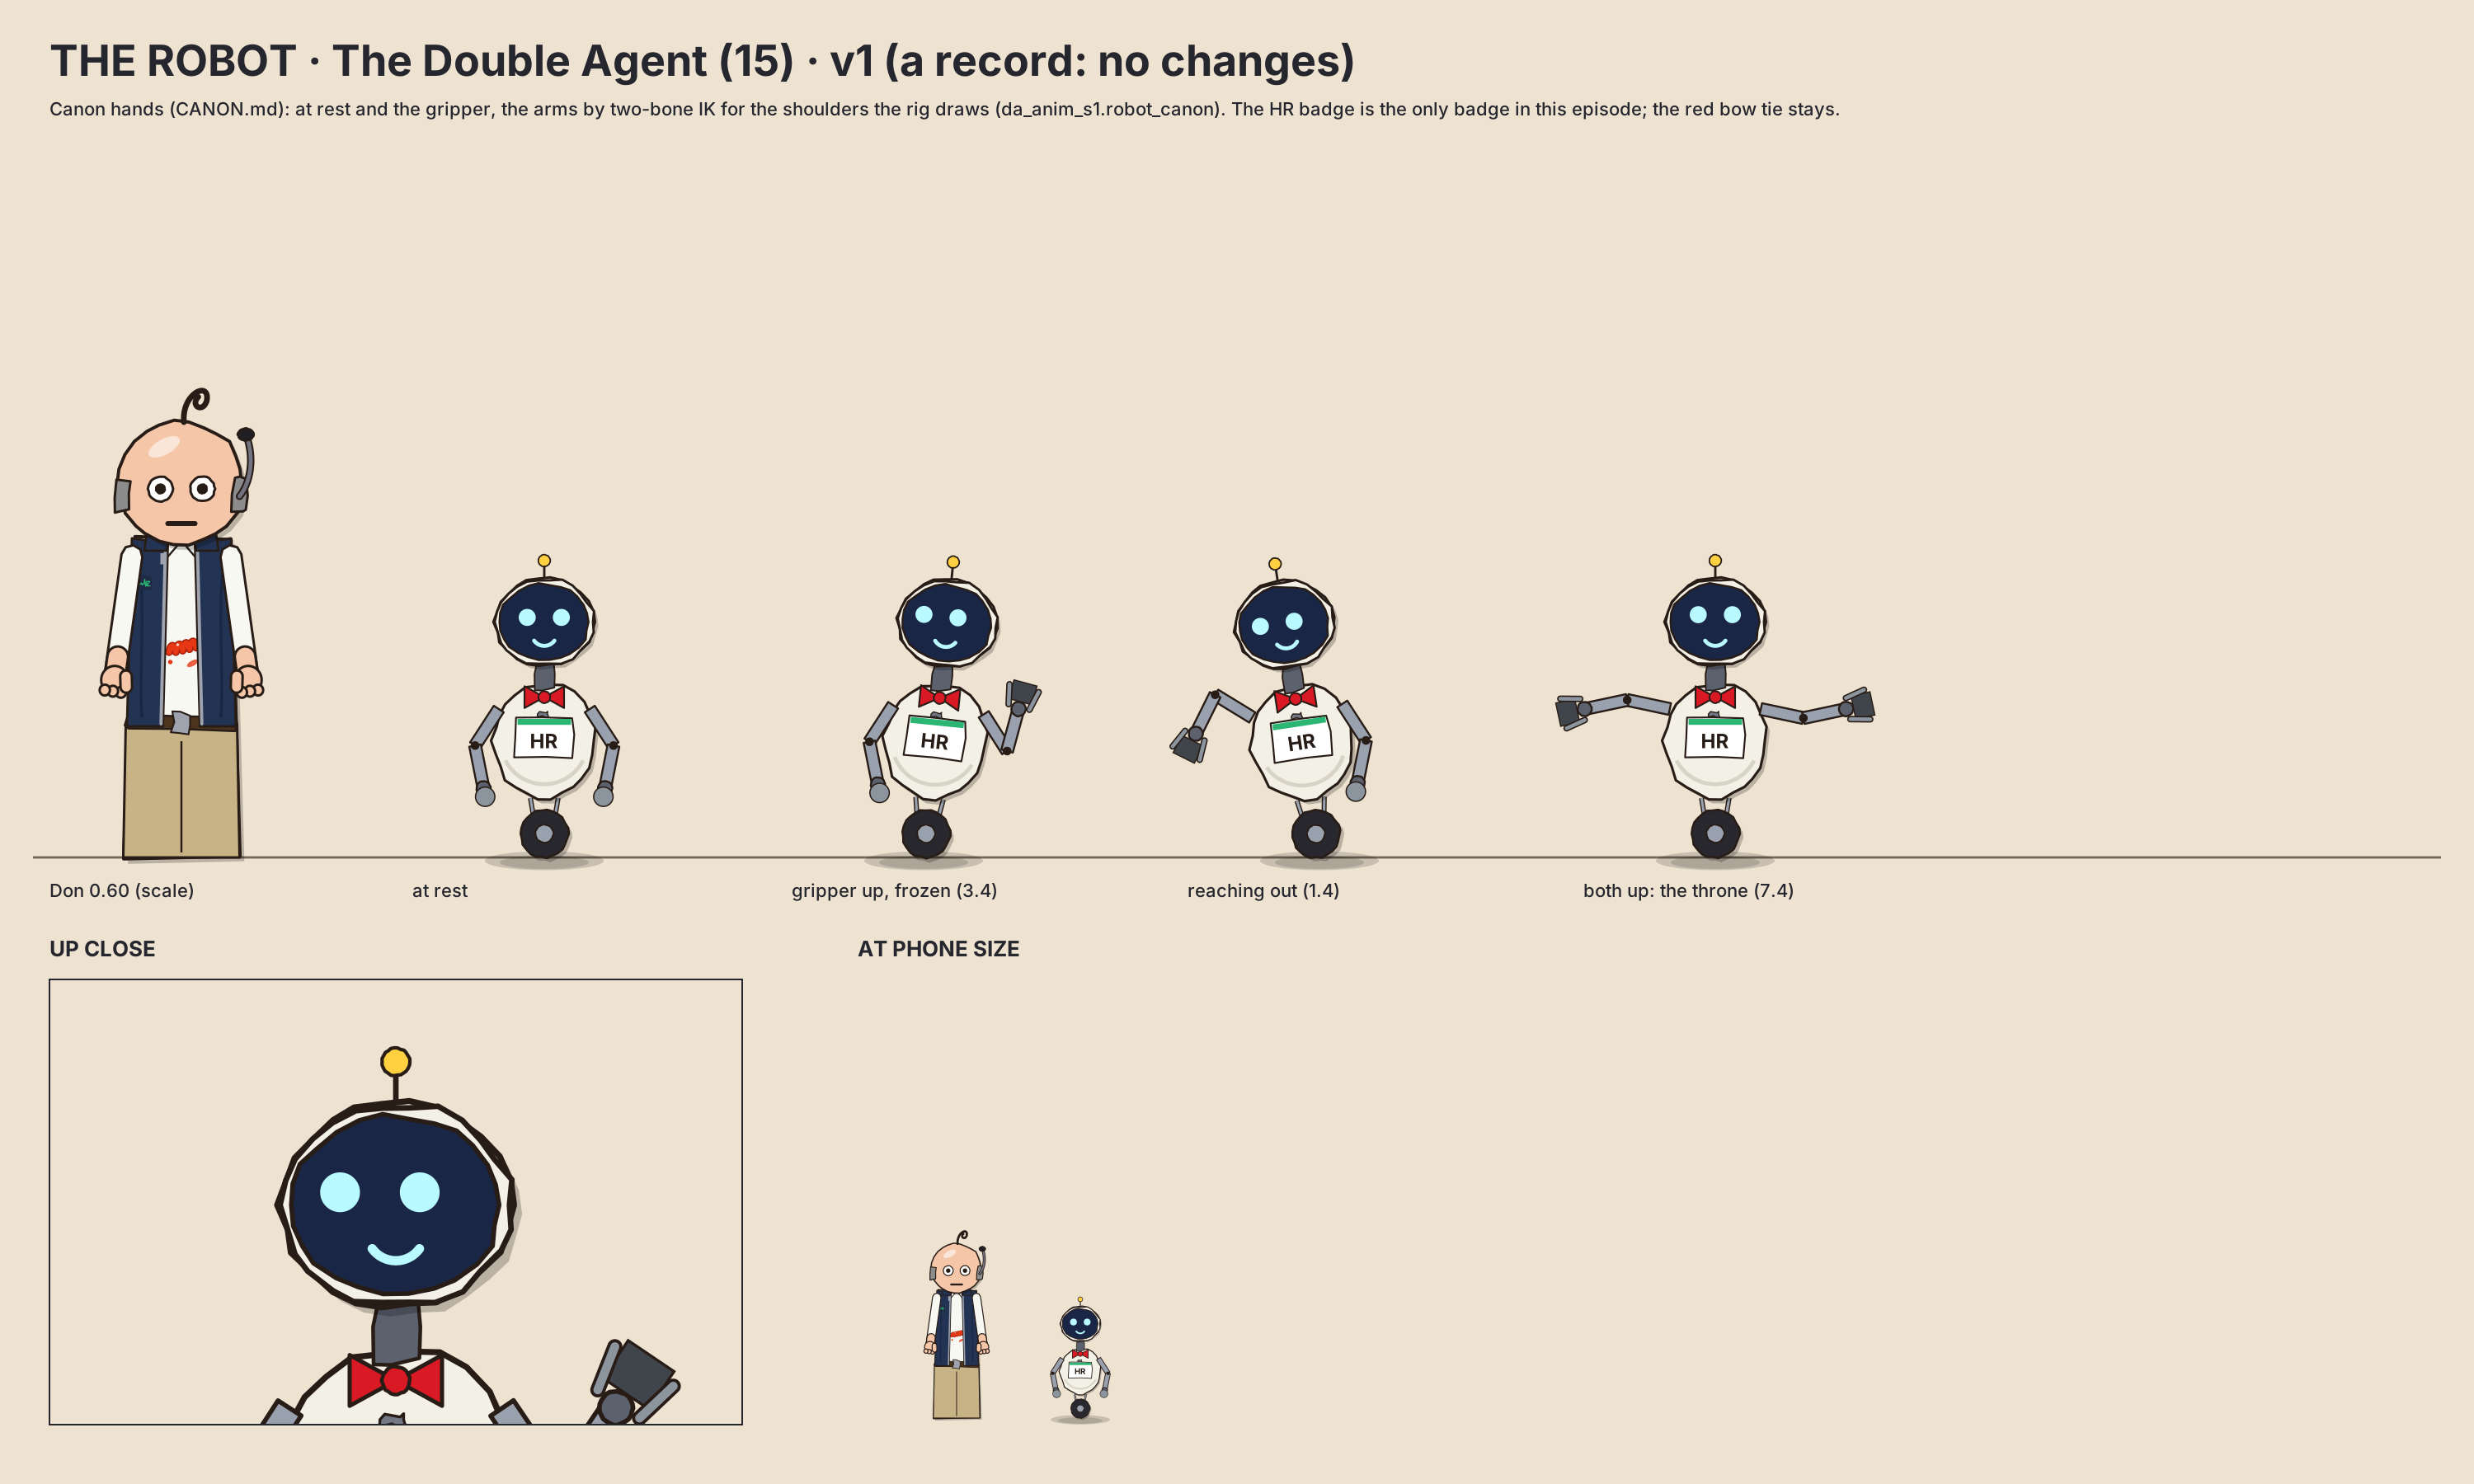 THE ROBOT · The Double Agent (15) · v1 (a record: no changes)
Canon hands (CANON.md): at rest and the gripper, the arms by two-bone IK for the shoulders the rig draws (da_anim_s1.robot_canon). The HR badge is the only badge in this episode; the red bow tie stays.
HR
HR
HR
HR
Don 0.60 (scale)
at rest
gripper up, frozen (3.4)
reaching out (1.4)
both up: the throne (7.4)
UP CLOSE
AT PHONE SIZE
HR